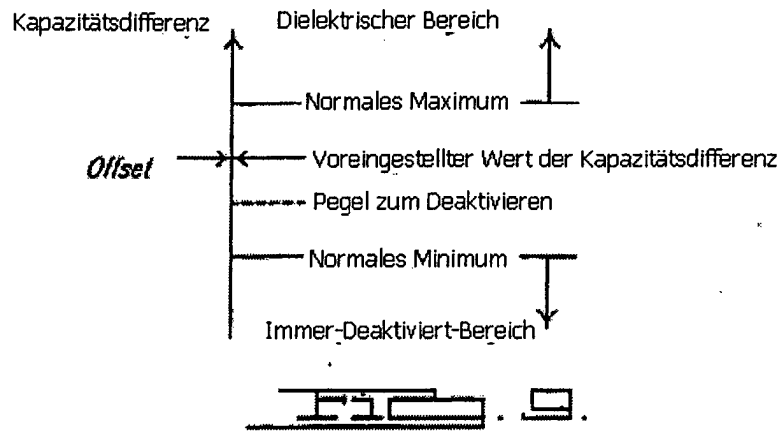 Kapazitätsdifferenz
Dielektrischer Bereich
Normales Maximum
Offset
Voreingestellter Wert der Kapazitätsdifferenz
Pegel zum Deaktivieren
Normales Minimum
Immer-Deaktiviert-Bereich